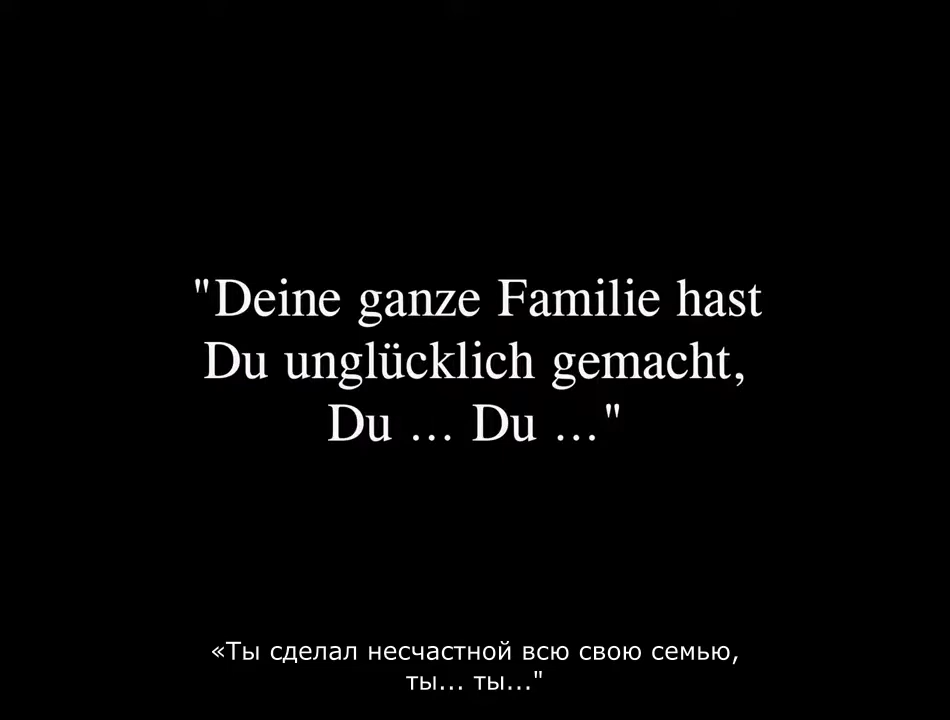 "Deine ganze Familie hast
Du unglücklich gemacht,
Du ... Du ..."
«Ты сделал несчастной всю свою семью,
ты... ты..."